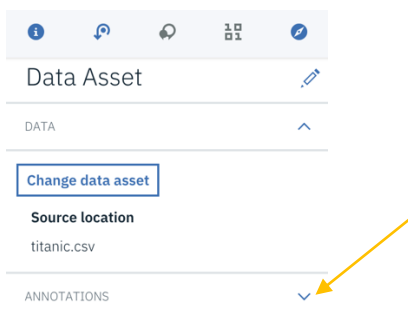 Data Asset
DATA
Change data asset
Source location
titanic.csv
ANNOTATIONS